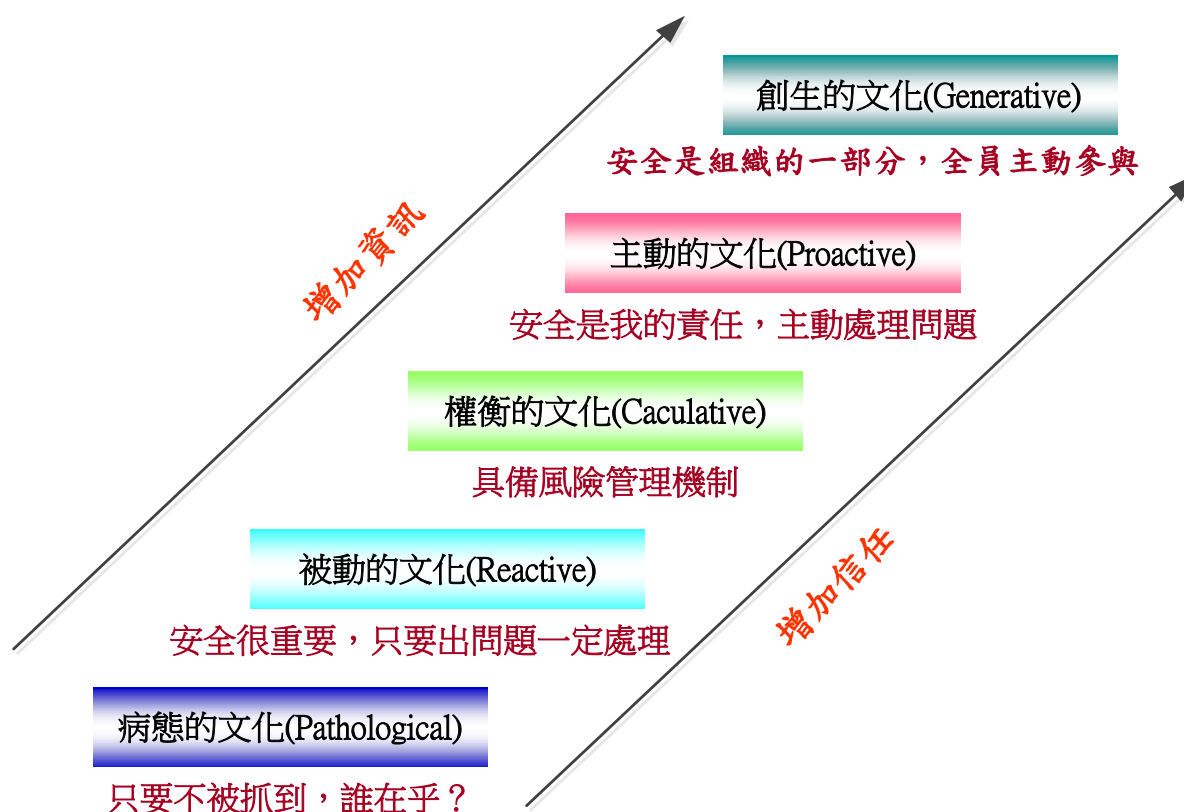 創生的文化(Generative)
安全是組織的一部分，全員主動參與
增加資訊
主動的文化(Proactive)
安全是我的責任，主動處理問題
權衡的文化(Caculative)
具備風險管理機制
被動的文化(Reactive)
增加信任
安全很重要，只要出問題一定處理
病態的文化(Pathological)
只要不被抓到，誰在乎？